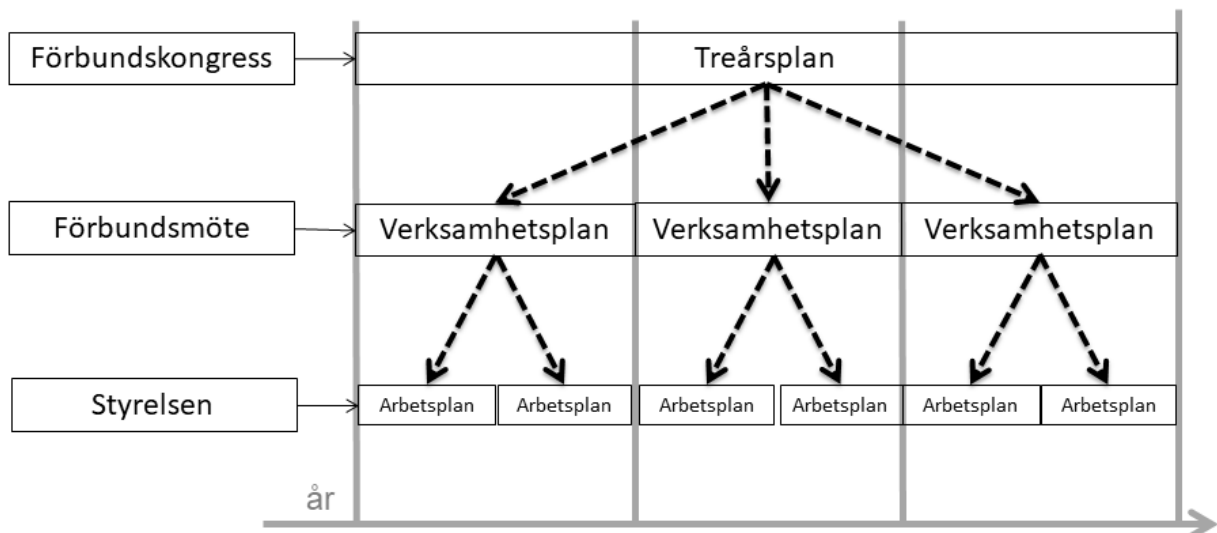 Förbundskongress
Treårsplan
Förbundsmöte
Verksamhetsplan
Verksamhetsplan
Verksamhetsplan
Styrelsen
Arbetsplan
Arbetsplan
Arbetsplan
Arbetsplan
Arbetsplan
Arbetsplan
år